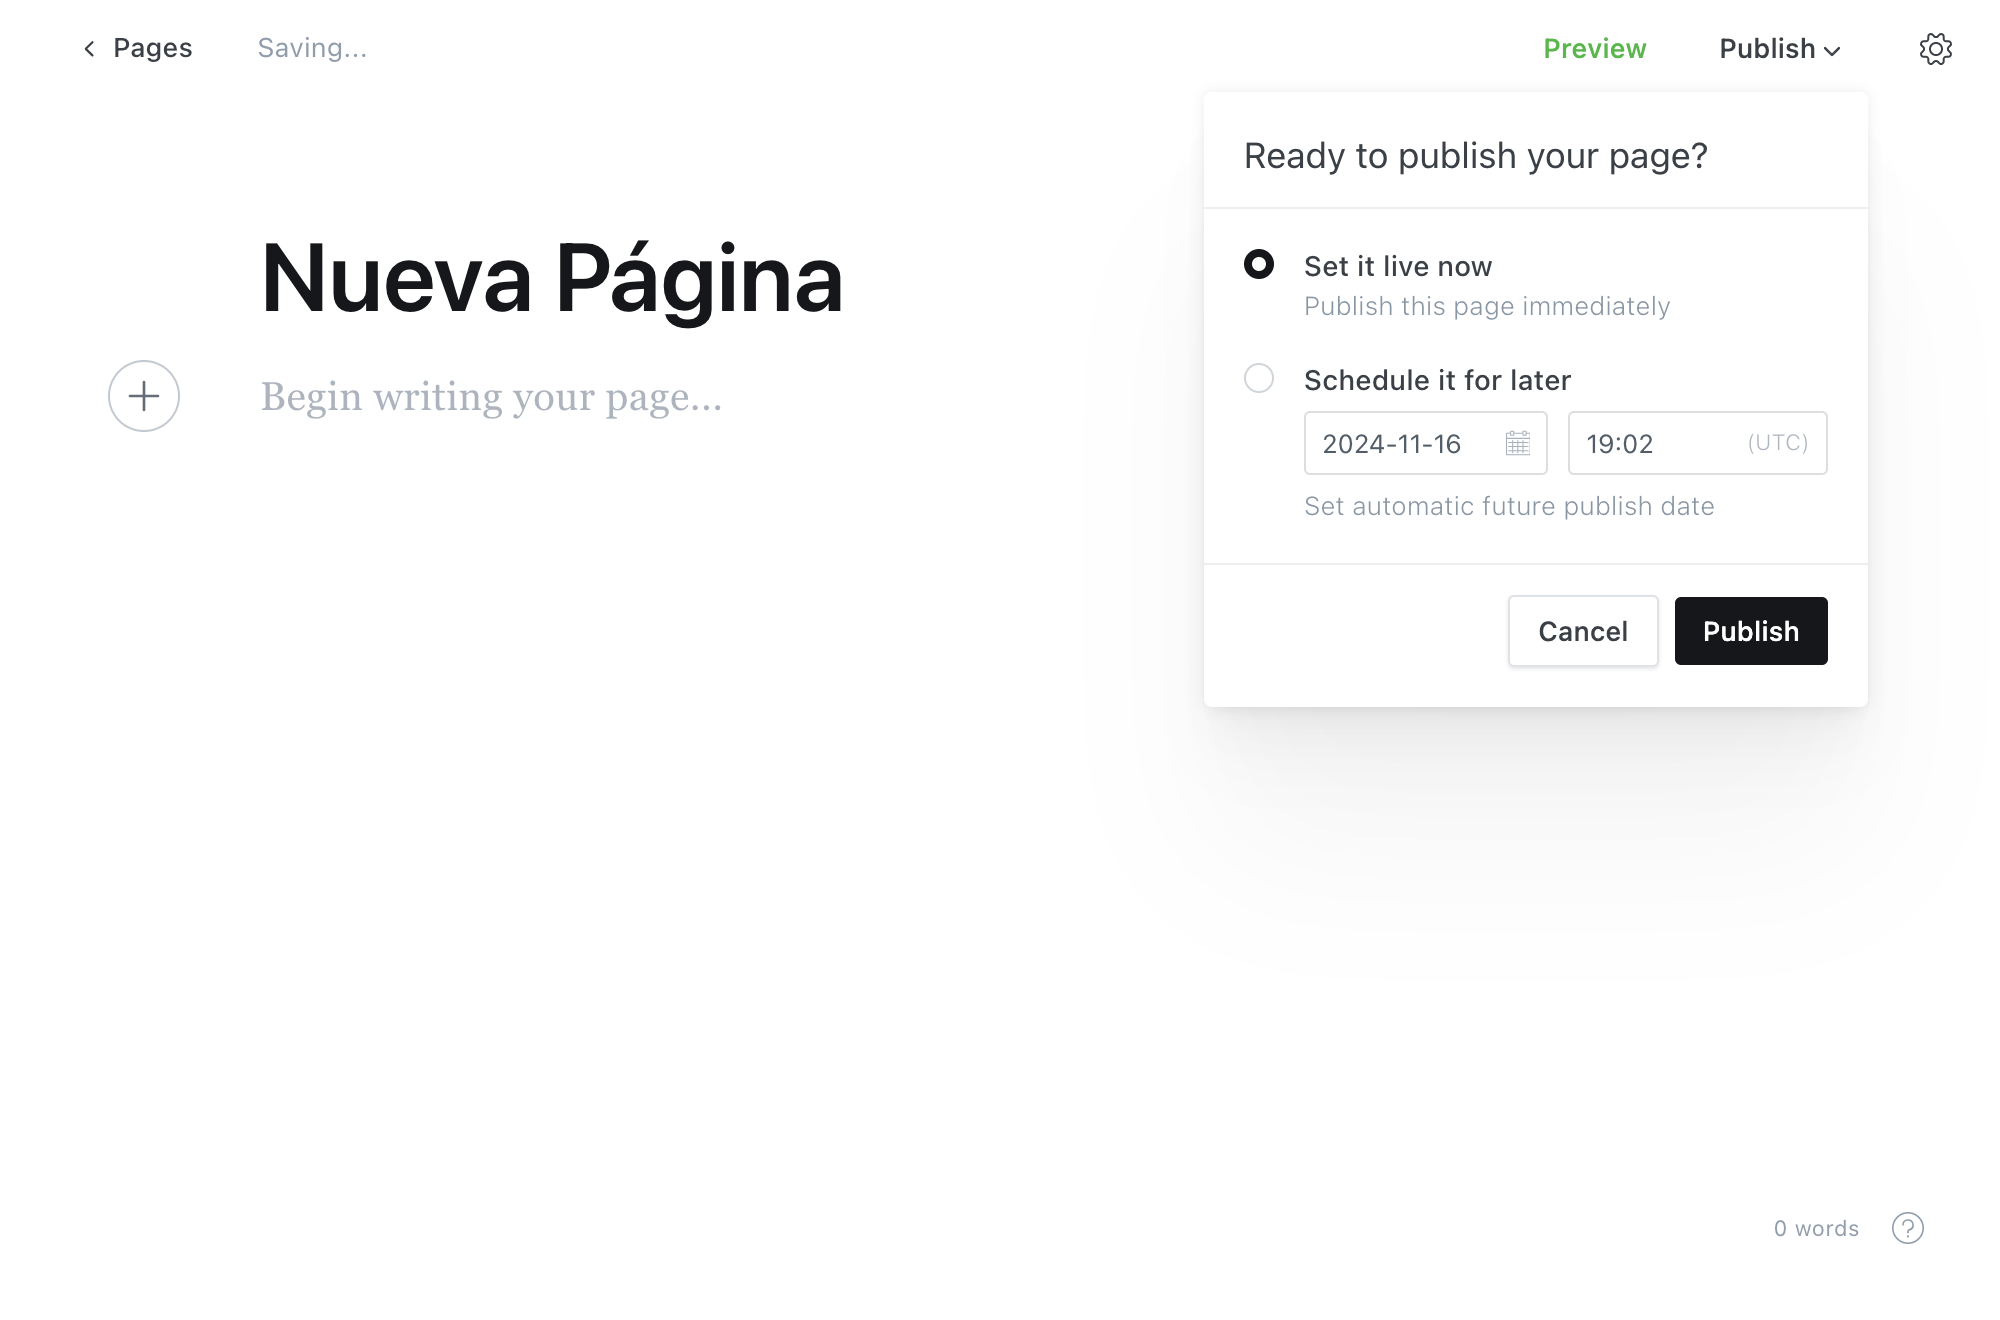 Pages
Saving...
Preview
Publish
Ready to publish your page?
Nueva Página
Begin writing your page...
Set it live now
Publish this page immediately
Schedule it for later
2024-11-16
19:02 (UTC)
Set automatic future publish date
Cancel
Publish
0 words
?